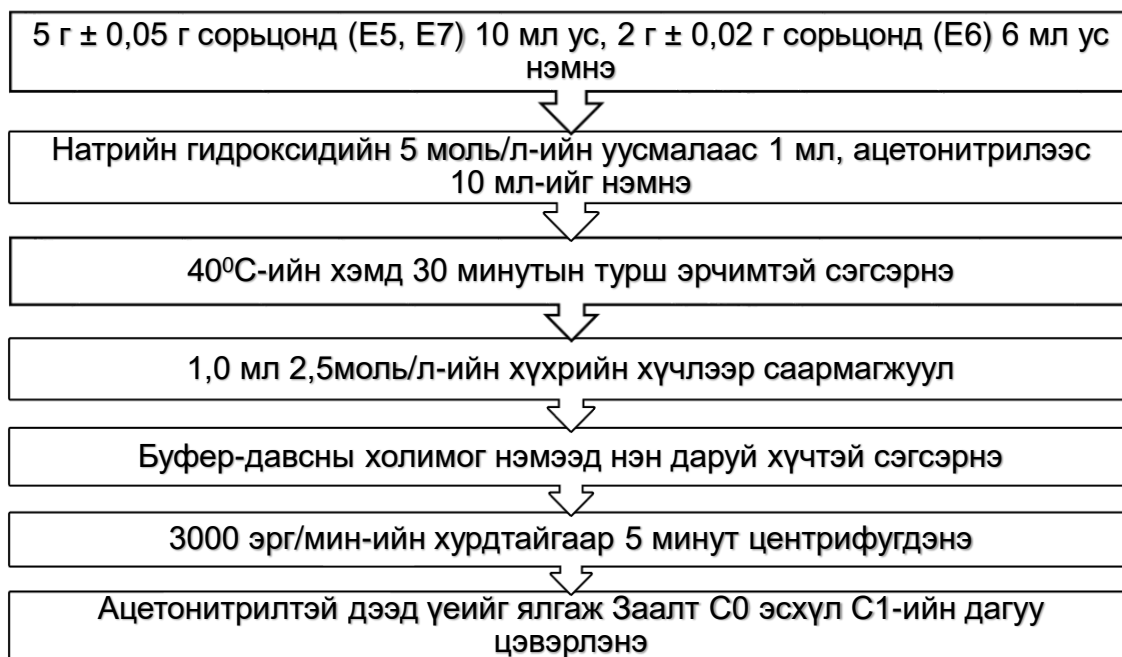 5 г ± 0,05 г сорьцонд (E5, E7) 10 мл ус, 2 г ± 0,02 г сорьцонд (E6) 6 мл ус
нэмнэ
Натрийн гидроксидийн 5 моль/л-ийн уусмалаас 1 мл, ацетонитрилээс
10 мл-ийг нэмнэ
40⁰C-ийн хэмд 30 минутын турш эрчимтэй сэгсэрнэ
1,0 мл 2,5моль/л-ийн хүхрийн хүчлээр саармагжуул
Буфер-давсны холимог нэмээд нэн даруй хүчтэй сэгсэрнэ
3000 эрг/мин-ийн хурдтайгаар 5 минут центрифугдэнэ
Ацетонитрилтэй дээд үеийг ялгаж Заалт C0 эсхүл C1-ийн дагуу
цэвэрлэнэ